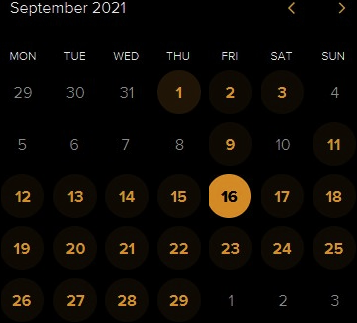 September 2021 < >
MON TUE WED THU FRI SAT SUN
29 30 31 1 2 3 4
5 6 7 8 9 10 11
12 13 14 15 16 17 18
19 20 21 22 23 24 25
26 27 28 29 1 2 3